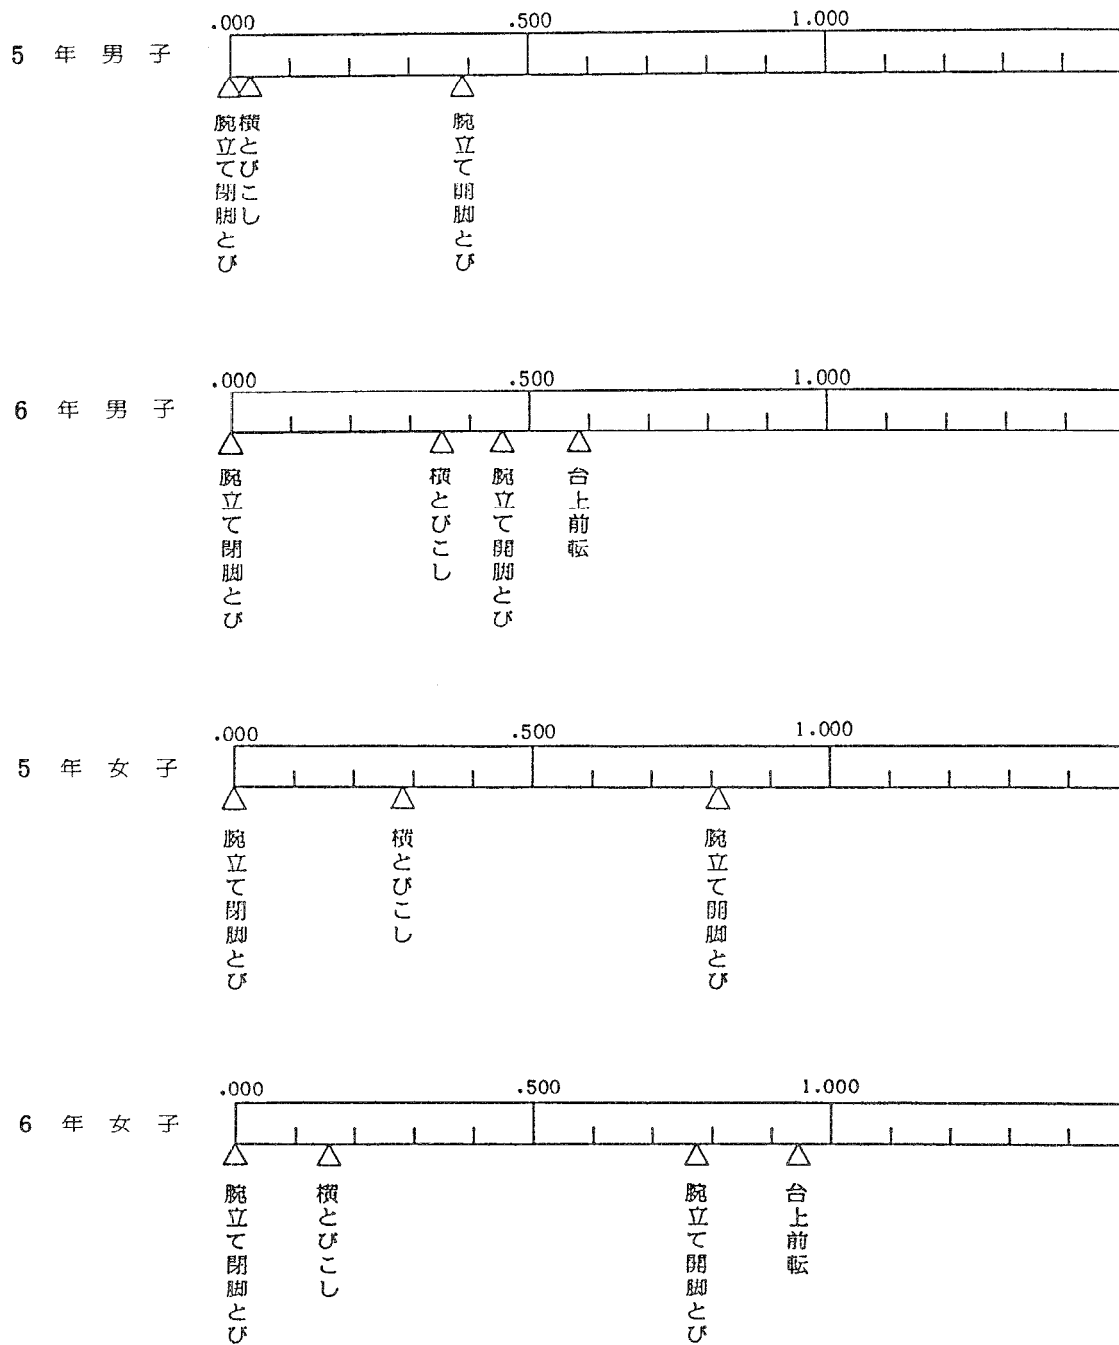 .000 .500 1.000
5 年 男 子
腕立て閉脚とび
横とびこし
腕立て開脚とび
.000 .500 1.000
6 年 男 子
腕立て閉脚とび
横とびこし
腕立て開脚とび
台上前転
.000 .500 1.000
5 年 女 子
腕立て閉脚とび
横とびこし
腕立て開脚とび
.000 .500 1.000
6 年 女 子
腕立て閉脚とび
横とびこし
腕立て開脚とび
台上前転